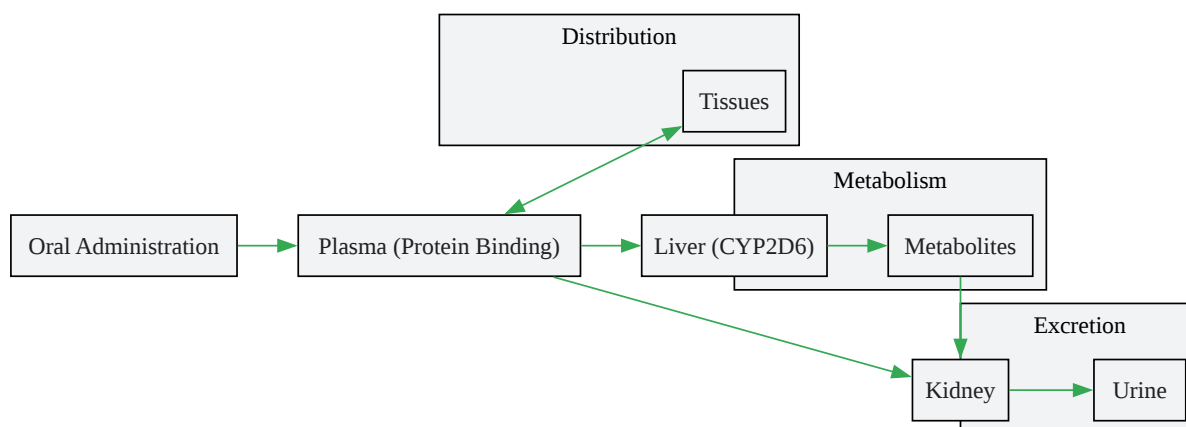 Distribution
Tissues
Metabolism
Oral Administration
Plasma (Protein Binding)
Liver (CYP2D6)
Metabolites
Excretion
Kidney
Urine